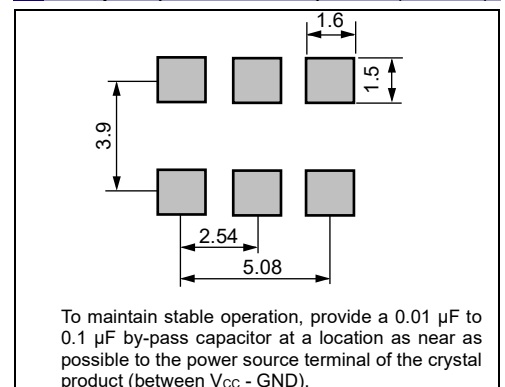 1.6
1.5
3.9
2.54
5.08
To maintain stable operation, provide a 0.01 µF to
0.1 µF by-pass capacitor at a location as near as
possible to the power source terminal of the crystal
product (between VCC - GND).